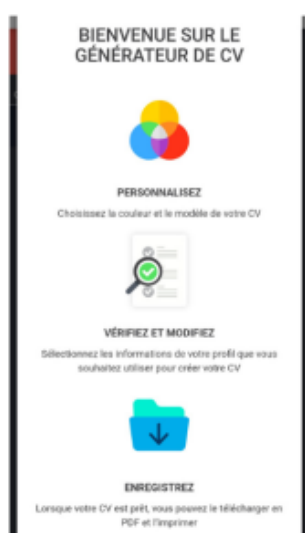 BIENVENUE SUR LE
GÉNÉRATEUR DE CV
PERSONNALISEZ
Choisissez la couleur et le modèle de votre CV
VÉRIFIEZ ET MODIFIEZ
Sélectionnez les informations de votre profil que vous
souhaitez utiliser pour créer votre CV
ENREGISTREZ
Lorsque votre CV est prêt, vous pouvez le télécharger en
PDF et l'imprimer